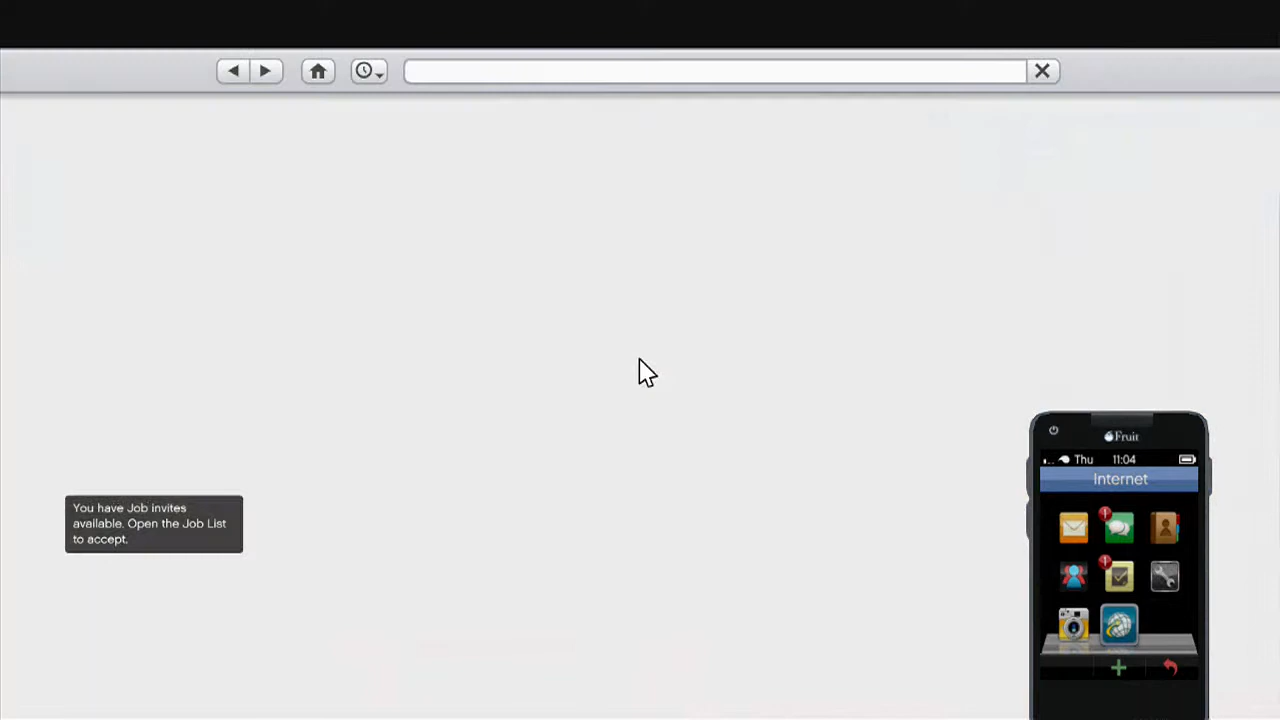 Fruit
Thu 11:04
Internet
You have Job invites
available. Open the Job List
to accept.